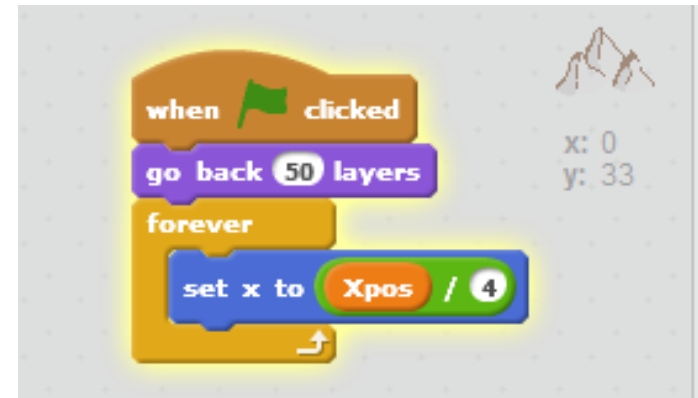 when clicked
go back 50 layers
forever
set x to Xpos / 4
x: 0
y: 33